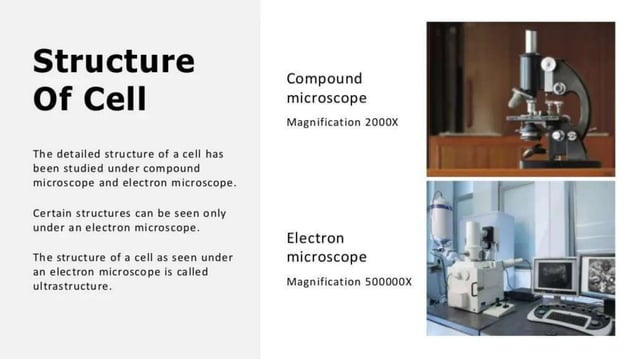 Structure
Of Cell
The detailed structure of a cell has
been studied under compound
microscope and electron microscope.
Certain structures can be seen only
under an electron microscope.
The structure of a cell as seen under
an electron microscope is called
ultrastructure.
Compound
microscope
Magnification 2000X
Electron
microscope
Magnification 500000X